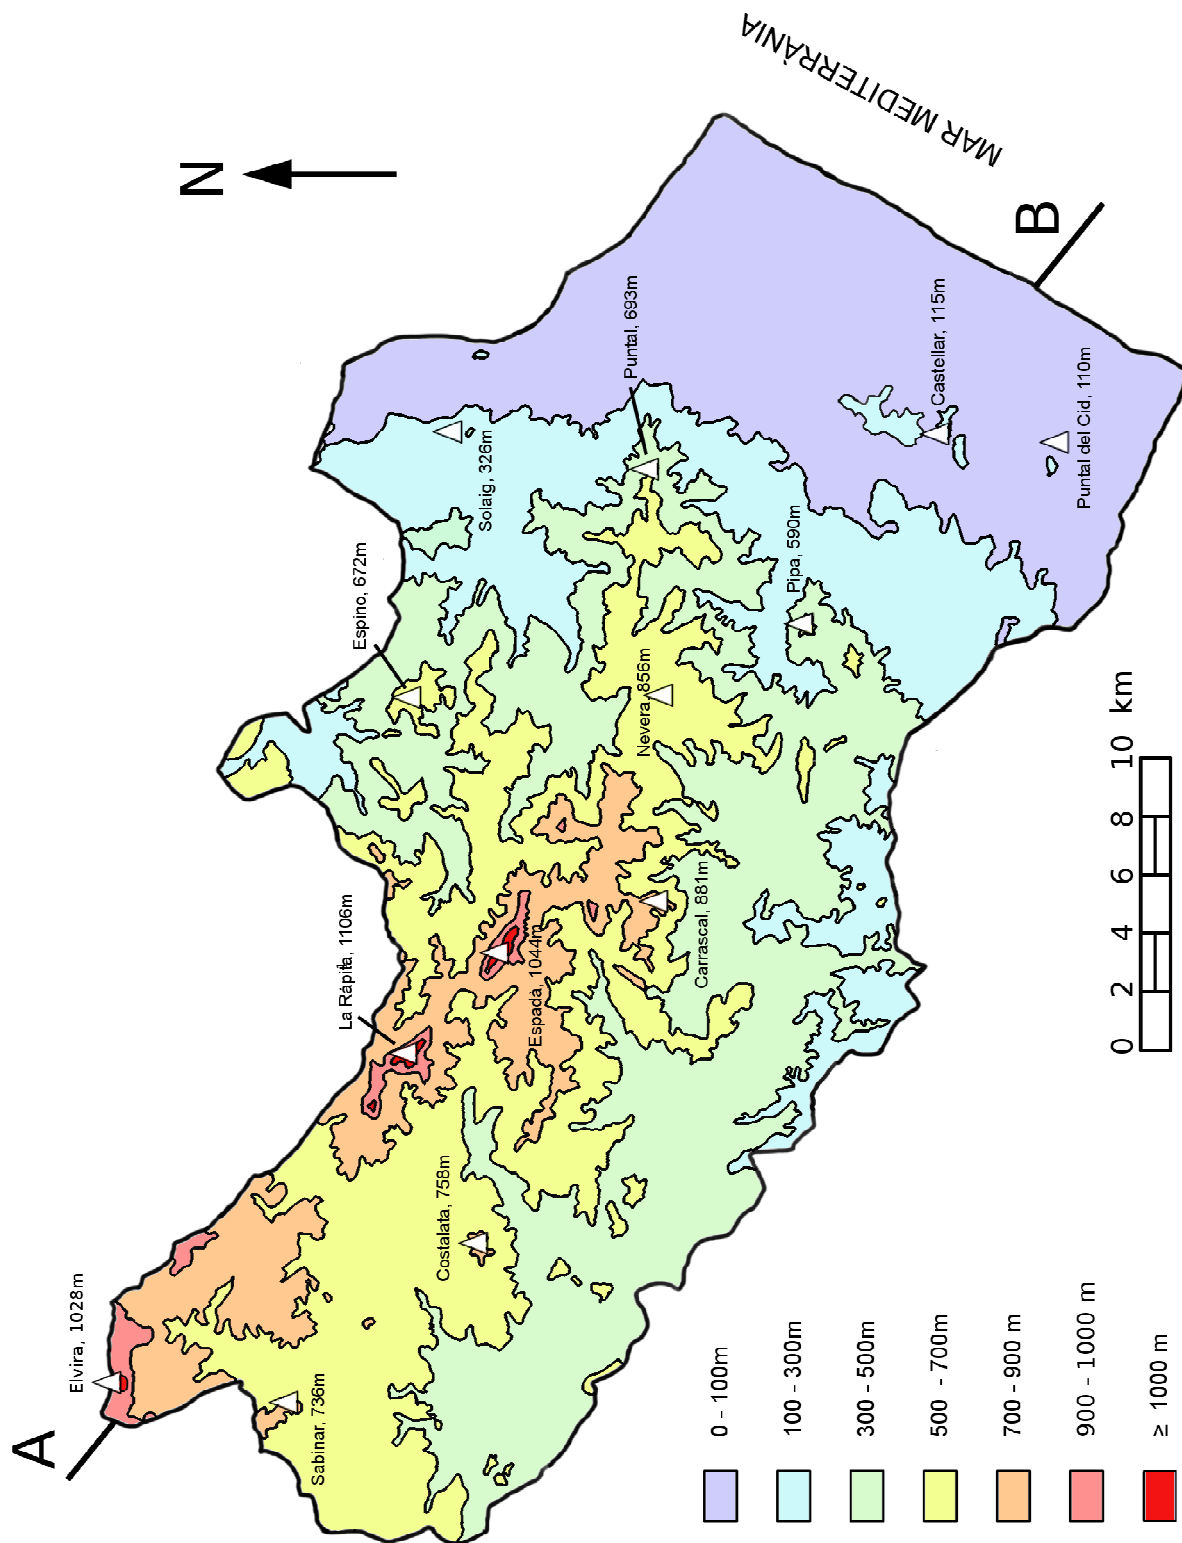 MAR MEDITERRÀNIA
N
A
B
Elvira, 1028m
Sabinar, 736m
Costalata, 758m
La Ràpita, 1106m
Espadà, 1044m
Carrascal, 881m
Espino, 672m
Nevera, 856m
Solaig, 326m
Puntal, 693m
Pipa, 590m
Castellar, 115m
Puntal del Cid, 110m
0 2 4 6 8 10 km
0 - 100m
100 - 300m
300 - 500m
500 - 700m
700 - 900 m
900 - 1000 m
≥ 1000 m